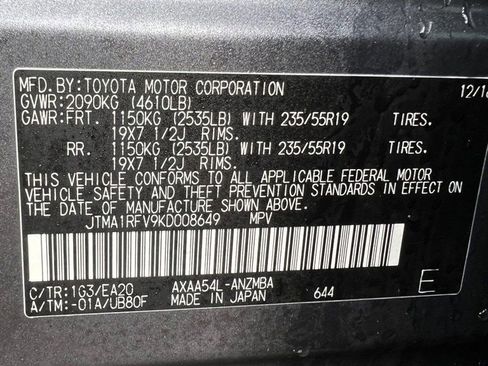 MFD.BY:TOYOTA MOTOR CORPORATION 12/18
GVWR:2090KG (4610LB)
GAWR:FRT. 1150KG (2535LB) WITH 235/55R19 TIRES.
19X7 1/2J RIMS.
RR. 1150KG (2535LB) WITH 235/55R19 TIRES.
19X7 1/2J RIMS.
THIS VEHICLE CONFORMS TO ALL APPLICABLE FEDERAL MOTOR
VEHICLE SAFETY AND THEFT PREVENTION STANDARDS IN EFFECT ON
THE DATE OF MANUFACTURE SHOWN ABOVE.
JTMA1RFV9KD008649 MPV
C/TR:1G3/EA20 AXAA54L-ANZMBA
A/TM:-01A/UB80F MADE IN JAPAN 644 E